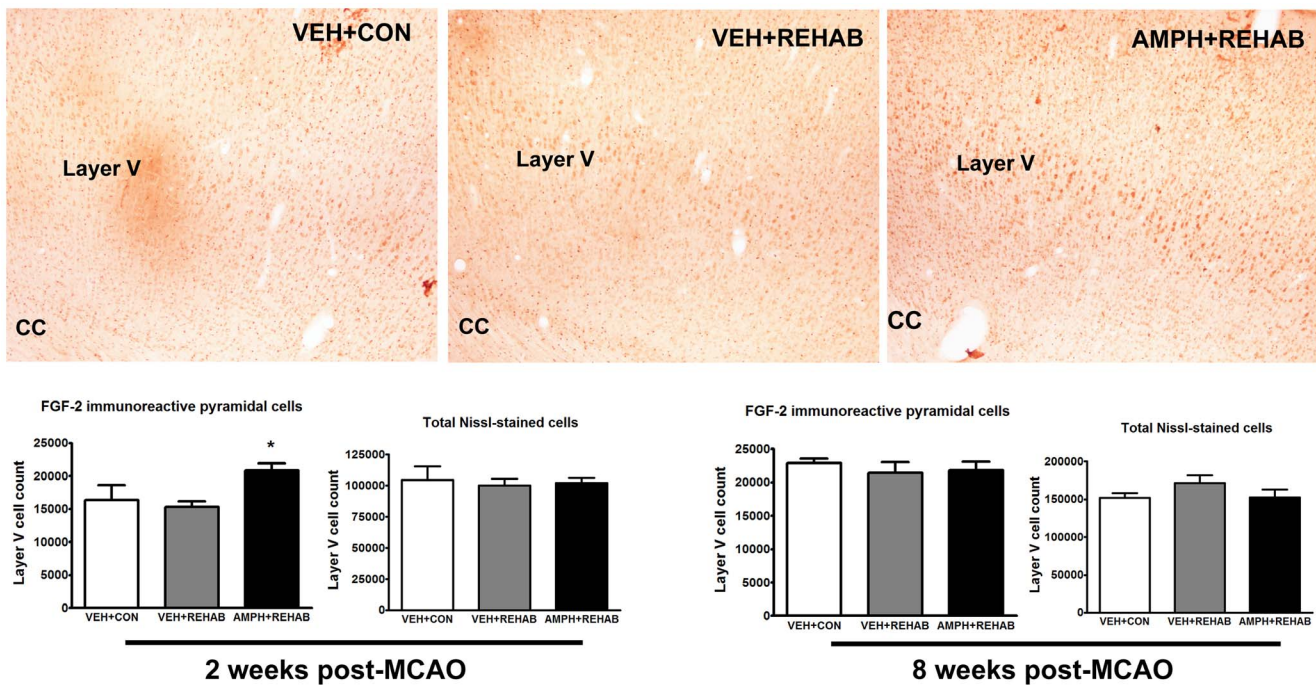 VEH+CON
Layer V
CC
VEH+REHAB
Layer V
CC
AMPH+REHAB
Layer V
CC
FGF-2 immunoreactive pyramidal cells
Layer V cell count
25000
20000
15000
10000
5000
0
*
VEH+CON VEH+REHAB AMPH+REHAB
Total Nissl-stained cells
Layer V cell count
125000
100000
75000
50000
25000
0
VEH+CON VEH+REHAB AMPH+REHAB
2 weeks post-MCAO
FGF-2 immunoreactive pyramidal cells
Layer V cell count
25000
20000
15000
10000
5000
0
VEH+CON VEH+REHAB AMPH+REHAB
Total Nissl-stained cells
Layer V cell count
200000
150000
100000
50000
0
VEH+CON VEH+REHAB AMPH+REHAB
8 weeks post-MCAO